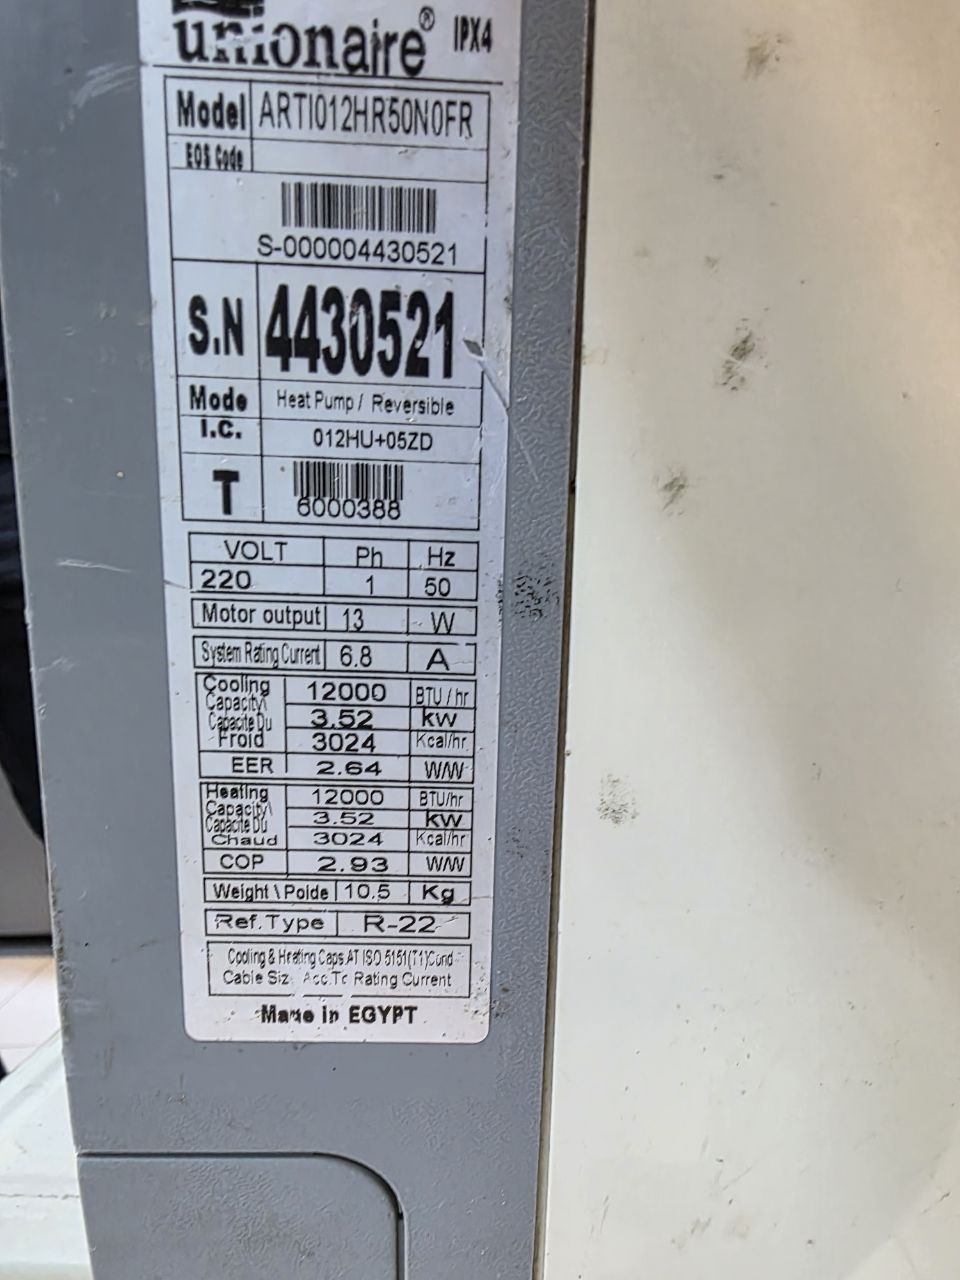 unionaire® IPX4
Model ARTI012HR50N0FR
EOS Code
S-000004430521
S.N 4430521
Mode Heat Pump / Reversible
I.C. 012HU+05ZD
T 6000388
VOLT Ph Hz
220 1 50
Motor output 13 W
System Rating Current 6.8 A
Cooling Capacity\ Capacite Du Froid
12000 BTU / hr
3.52 kw
3024 Kcal/hr
EER 2.64 W/W
Heating Capacity\ Capacite Du Chaud
12000 BTU/hr
3.52 kw
3024 Kcal/hr
COP 2.93 W/W
Weight \ Poide 10.5 Kg
Ref. Type R-22
Cooling & Heating Caps.AT ISO 5151(T1)Cond
Cable Siz Acc.To Rating Current
Made in EGYPT